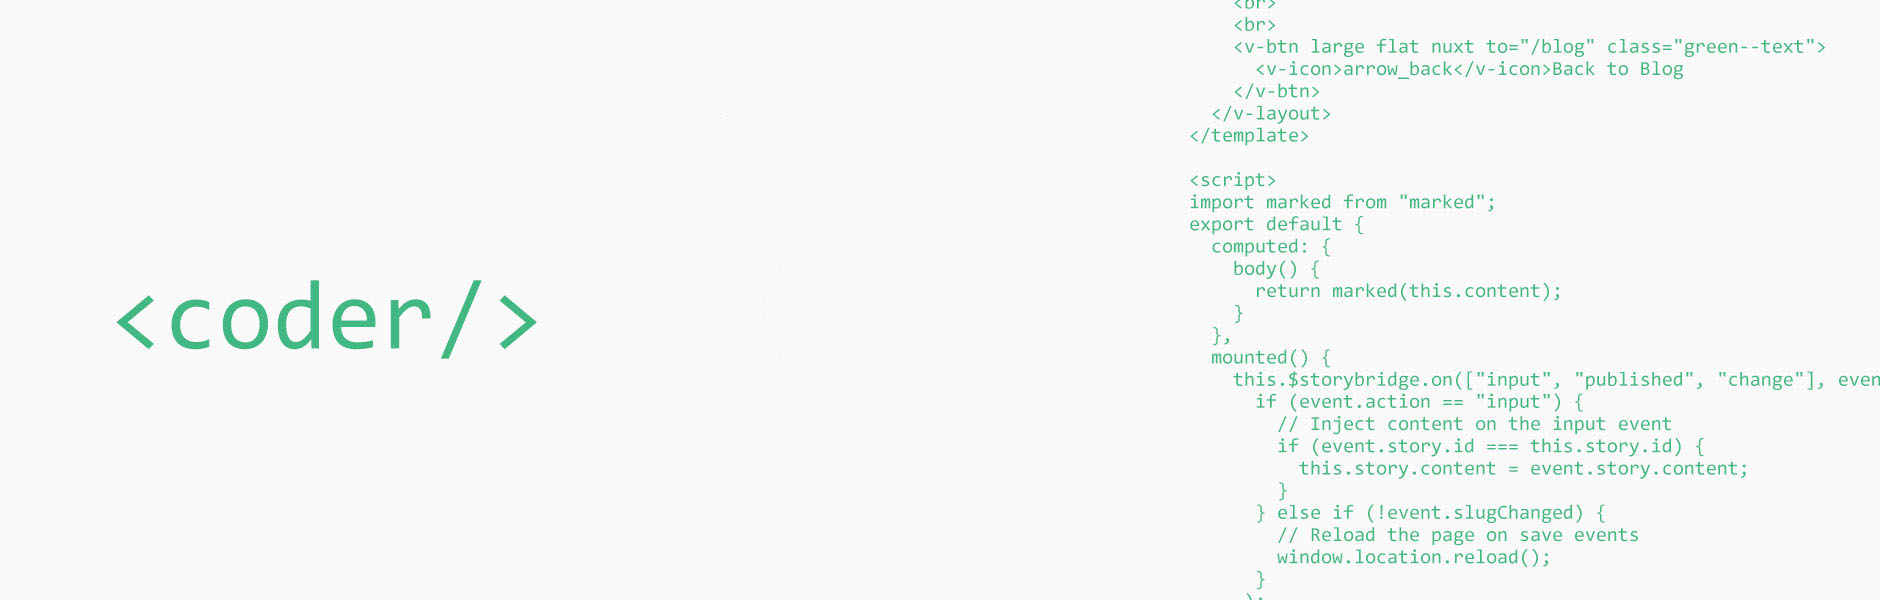 <coder/>
<br>
<br>
<v-btn large flat nuxt to="/blog" class="green--text">
<v-icon>arrow_back</v-icon>Back to Blog
</v-btn>
</v-layout>
</template>
<script>
import marked from "marked";
export default {
computed: {
body() {
return marked(this.content);
}
},
mounted() {
this.$storybridge.on(["input", "published", "change"], even
if (event.action == "input") {
// Inject content on the input event
if (event.story.id === this.story.id) {
this.story.content = event.story.content;
}
} else if (!event.slugChanged) {
// Reload the page on save events
window.location.reload();
}
);